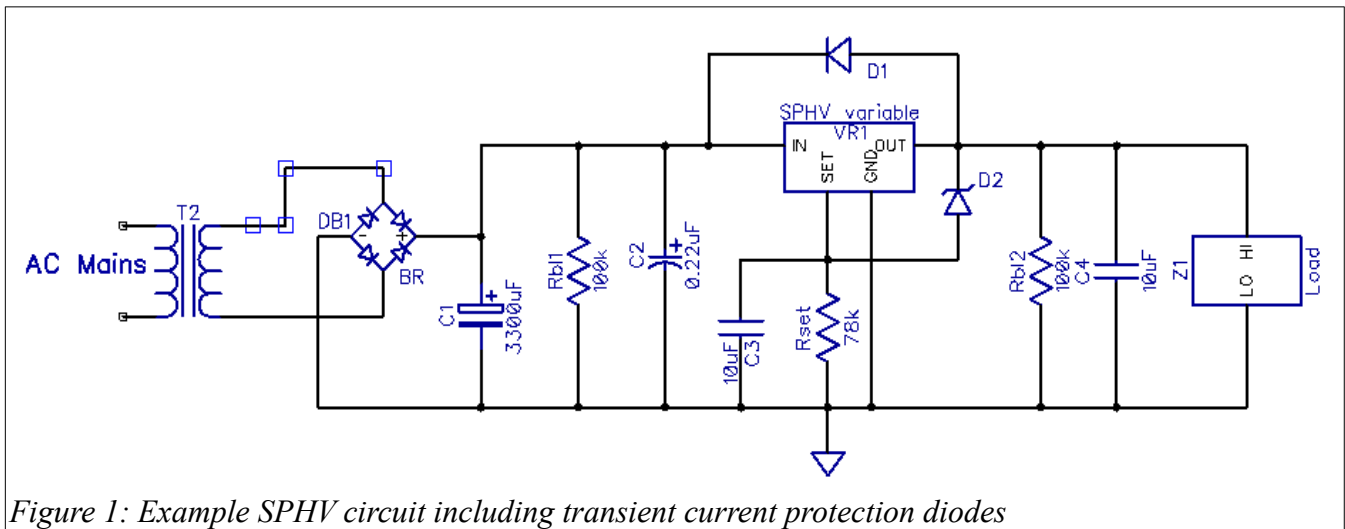 AC Mains
T2
DB1
-
+
BR
C1
+
3300uF
Rbl1
100k
C2
+
0.22uF
D1
SPHV variable
VR1
IN
SET
GND
OUT
D2
10uF
C3
Rset
78k
Rbl2
100k
C4
10uF
Z1
LO HI
Load
Figure 1: Example SPHV circuit including transient current protection diodes